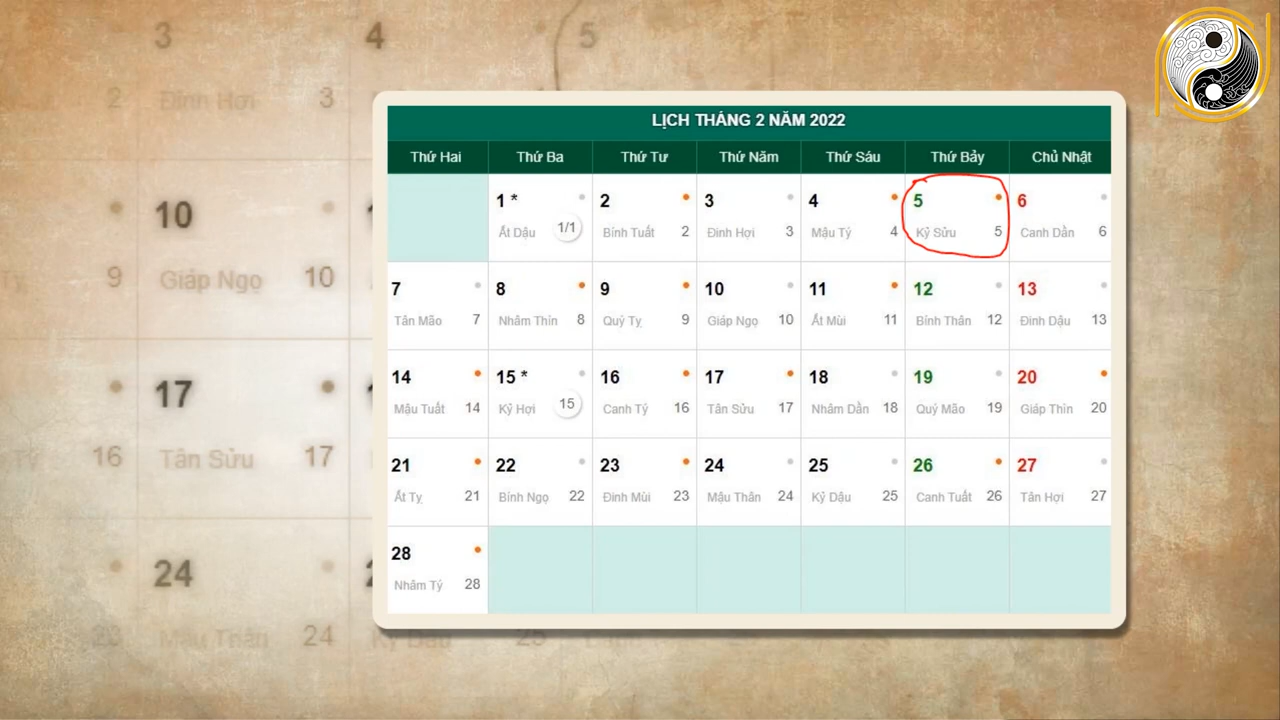 3
4
5
2 Đinh Hợi 3
10
9 Giáp Ngọ 10
17
16 Tân Sửu 17
24
23 Mậu Thân 24 Kỷ Dậu 25 Canh
LỊCH THÁNG 2 NĂM 2022
Thứ Hai Thứ Ba Thứ Tư Thứ Năm Thứ Sáu Thứ Bảy Chủ Nhật
1 * 2 3 4 5 6
Ất Dậu 1/1 Bính Tuất 2 Đinh Hợi 3 Mậu Tý 4 Kỷ Sửu 5 Canh Dần 6
7 8 9 10 11 12 13
Tân Mão 7 Nhâm Thìn 8 Quý Tỵ 9 Giáp Ngọ 10 Ất Mùi 11 Bính Thân 12 Đinh Dậu 13
14 15 * 16 17 18 19 20
Mậu Tuất 14 Kỷ Hợi 15 Canh Tý 16 Tân Sửu 17 Nhâm Dần 18 Quý Mão 19 Giáp Thìn 20
21 22 23 24 25 26 27
Ất Tỵ 21 Bính Ngọ 22 Đinh Mùi 23 Mậu Thân 24 Kỷ Dậu 25 Canh Tuất 26 Tân Hợi 27
28
Nhâm Tý 28